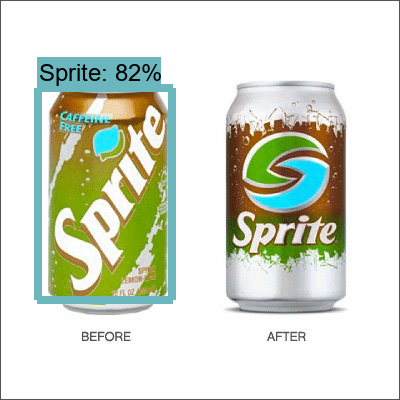 Sprite: 82%
CAFFEINE
FREE
Sprite
Sprite
BEFORE
AFTER